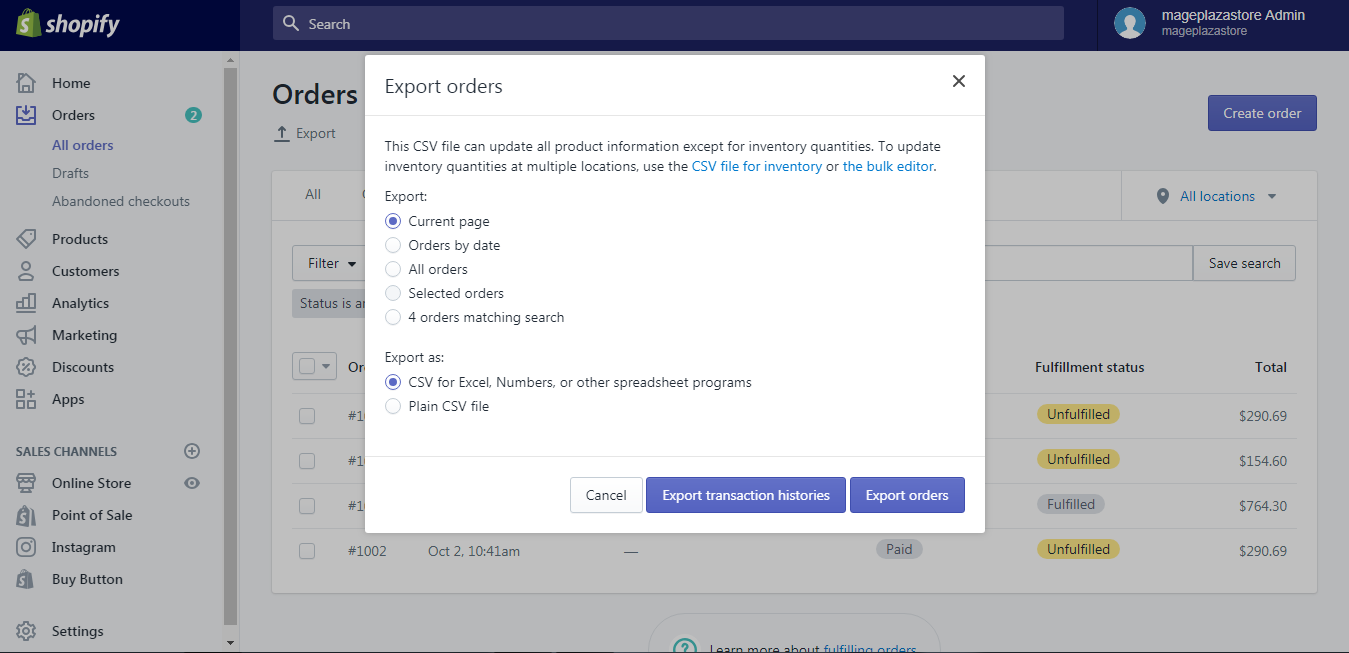 shopify
Search
mageplazastore Admin
mageplazastore
Home
Orders
2
All orders
Drafts
Abandoned checkouts
Products
Customers
Analytics
Marketing
Discounts
Apps
SALES CHANNELS
Online Store
Point of Sale
Instagram
Buy Button
Settings
Orders
Export
Create order
All
All locations
Filter
Save search
Status is
Fulfillment status
Total
Unfulfilled
$290.69
Unfulfilled
$154.60
Fulfilled
$764.30
#1002
Oct 2, 10:41am
—
Paid
Unfulfilled
$290.69
Learn more about fulfilling orders
Export orders
This CSV file can update all product information except for inventory quantities. To update
inventory quantities at multiple locations, use the CSV file for inventory or the bulk editor.
Export:
Current page
Orders by date
All orders
Selected orders
4 orders matching search
Export as:
CSV for Excel, Numbers, or other spreadsheet programs
Plain CSV file
Cancel
Export transaction histories
Export orders